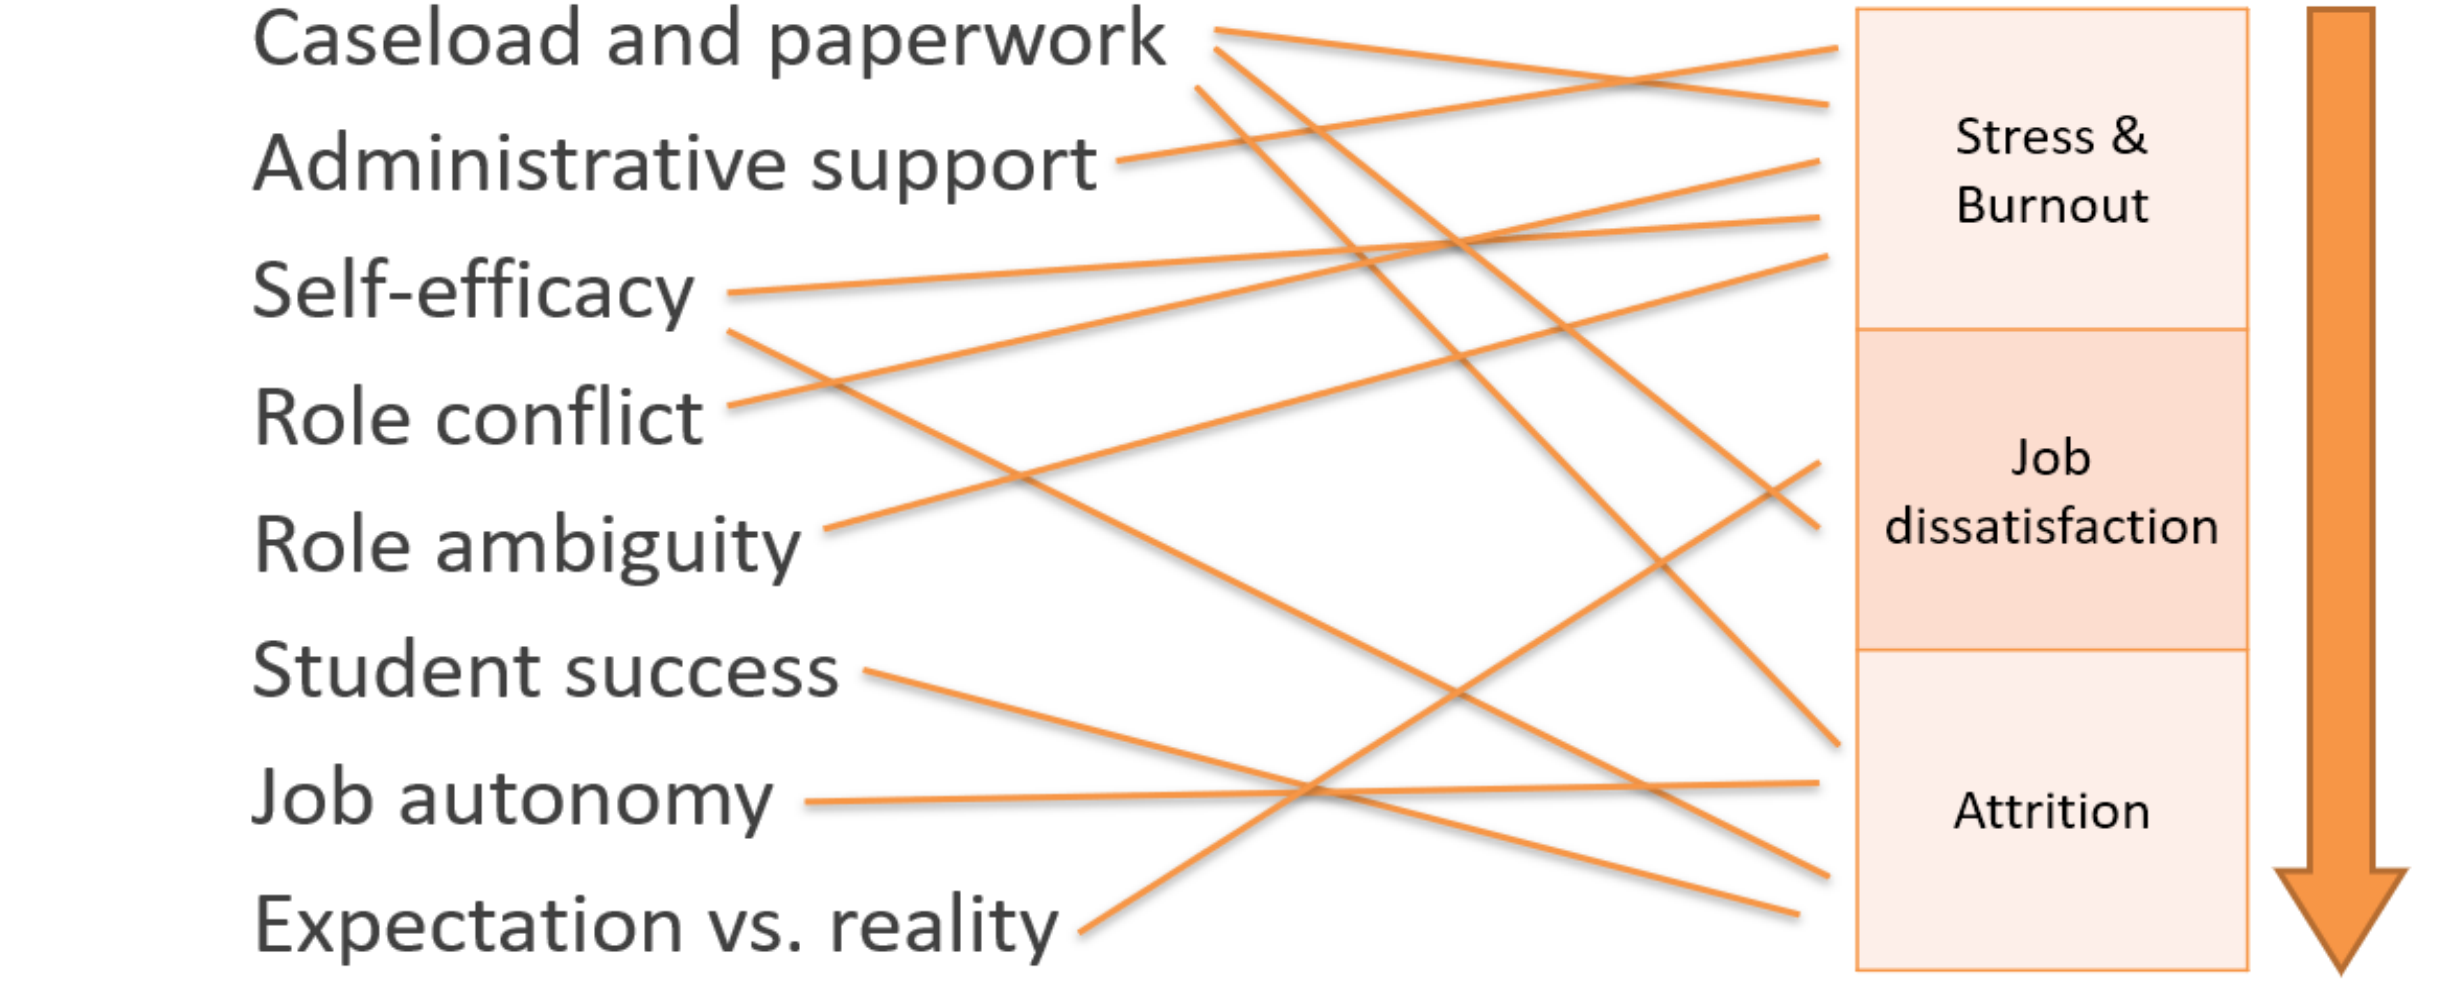 Caseload and paperwork
Administrative support
Self-efficacy
Role conflict
Role ambiguity
Student success
Job autonomy
Expectation vs. reality
Stress &
Burnout
Job
dissatisfaction
Attrition